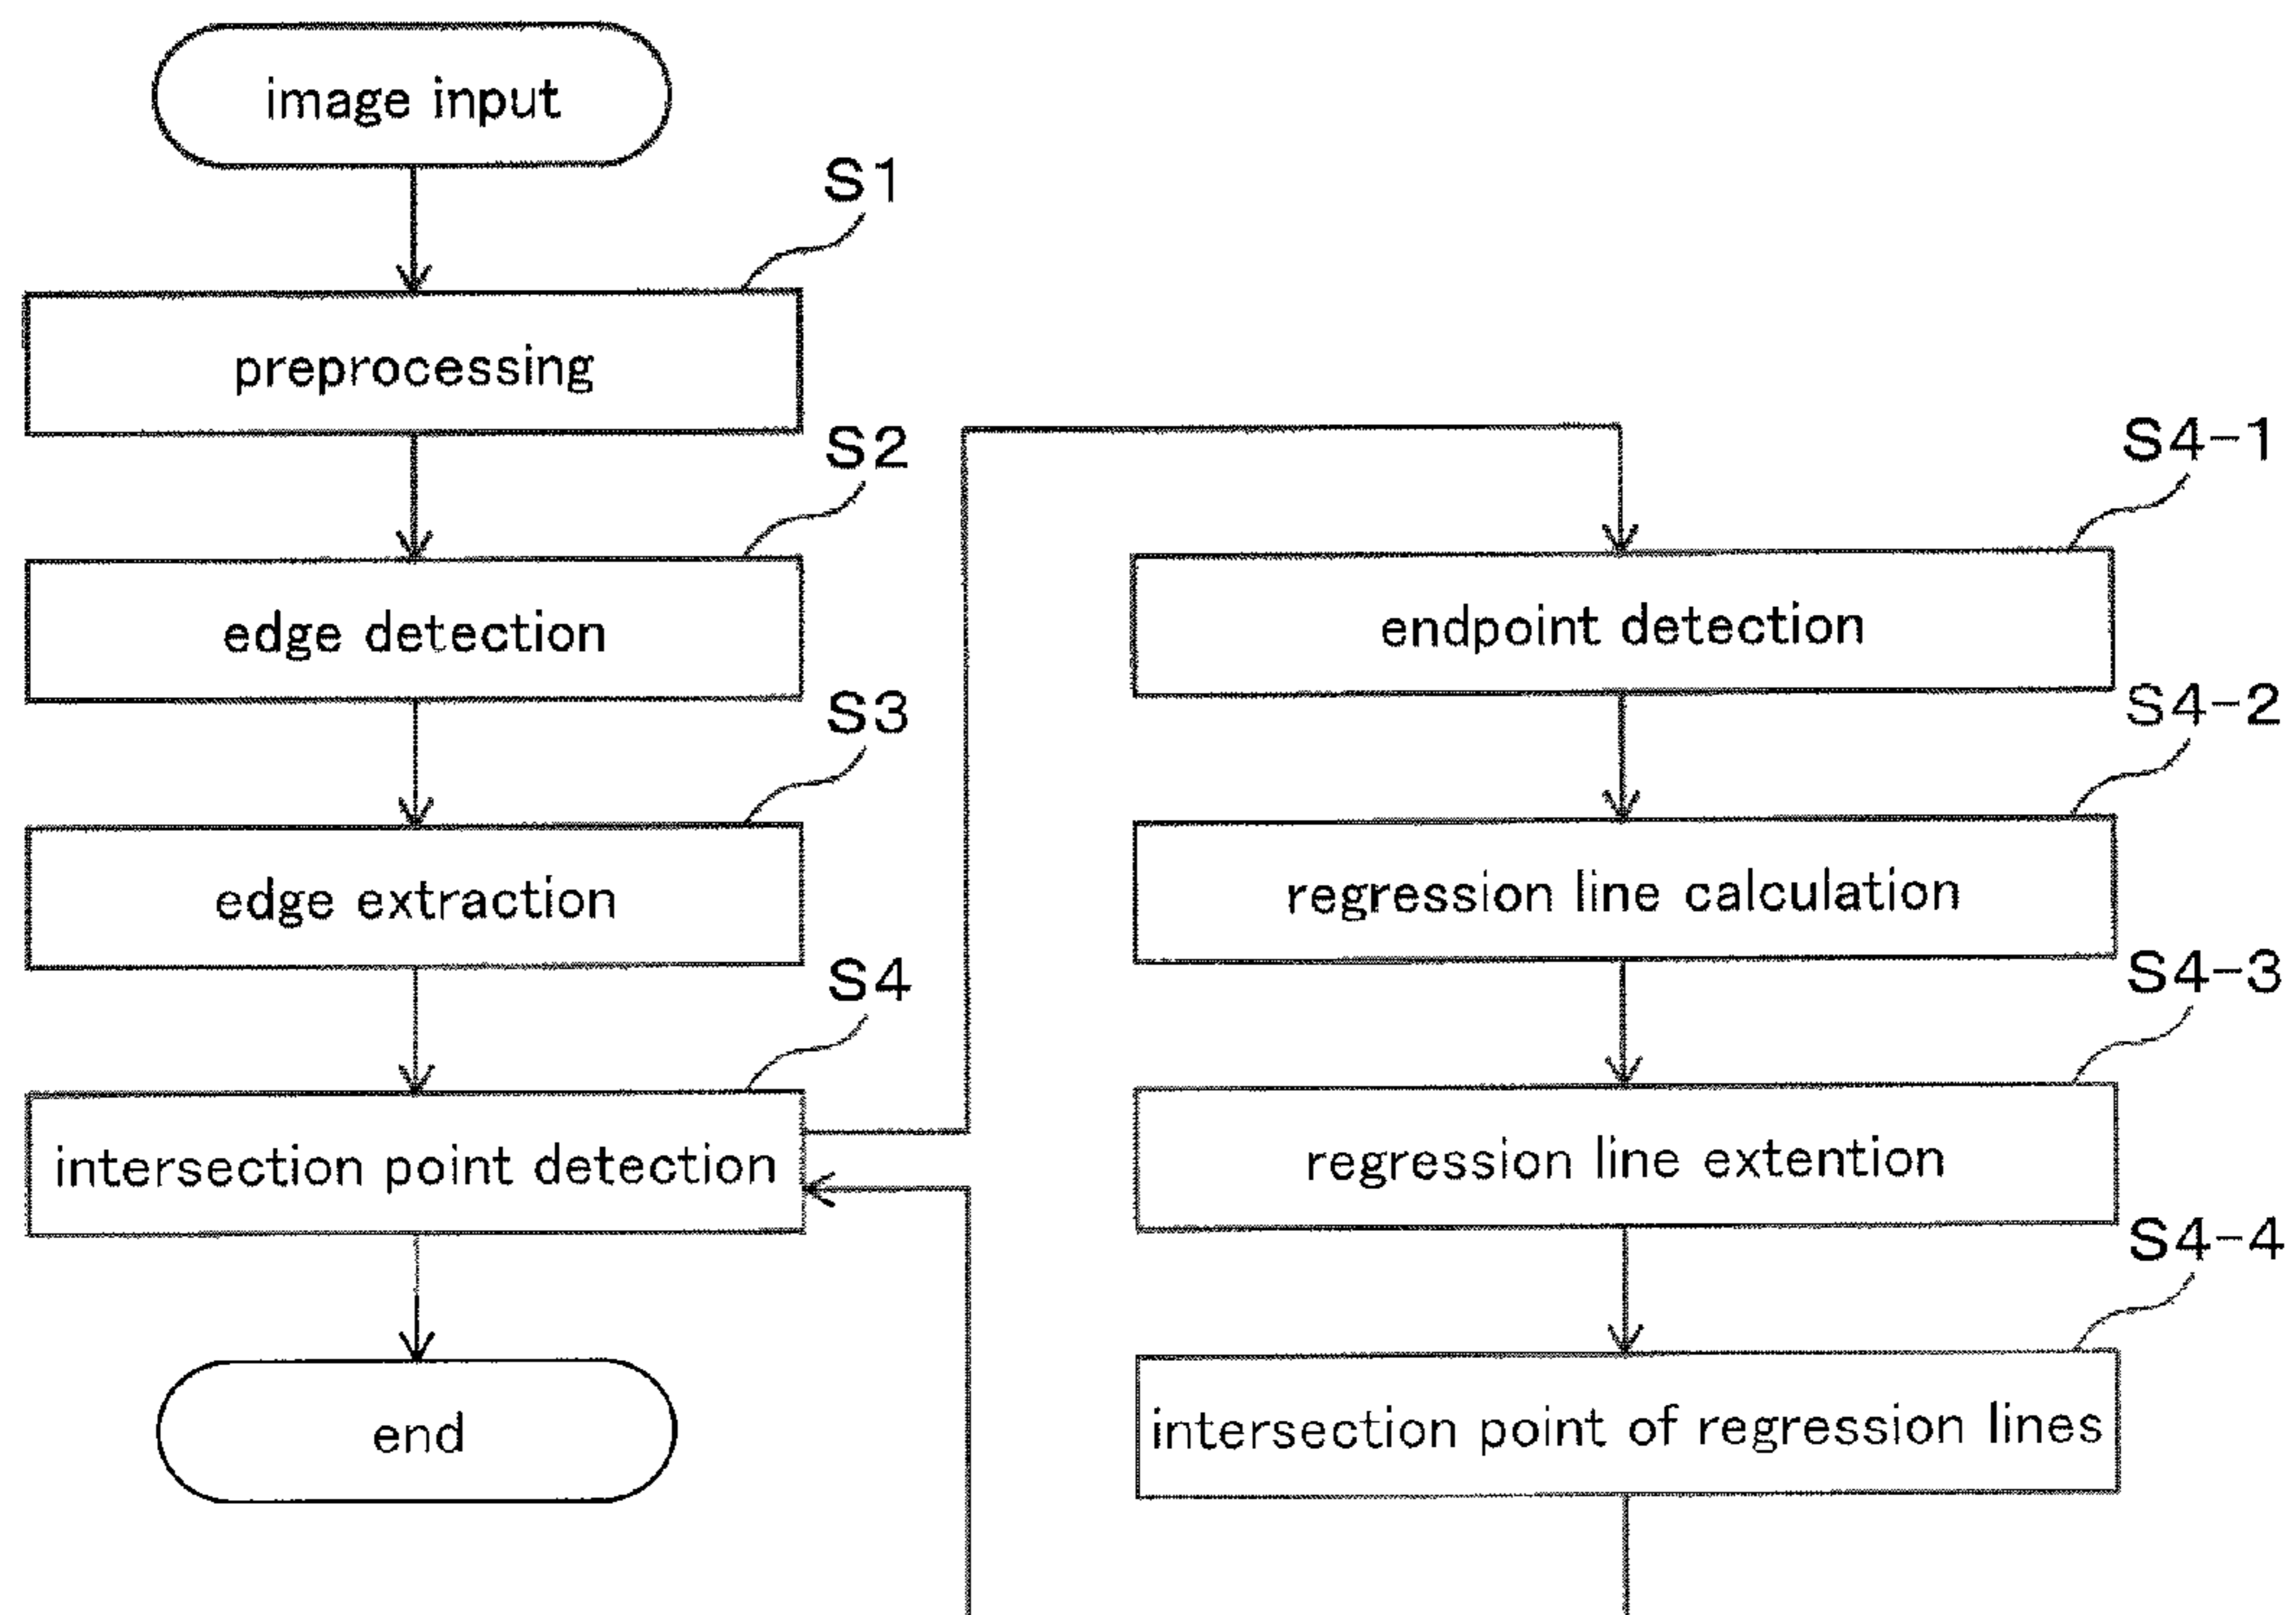 image input
S1
preprocessing
S2
edge detection
S3
edge extraction
S4
intersection point detection
end
S4-1
endpoint detection
S4-2
regression line calculation
S4-3
regression line extention
S4-4
intersection point of regression lines